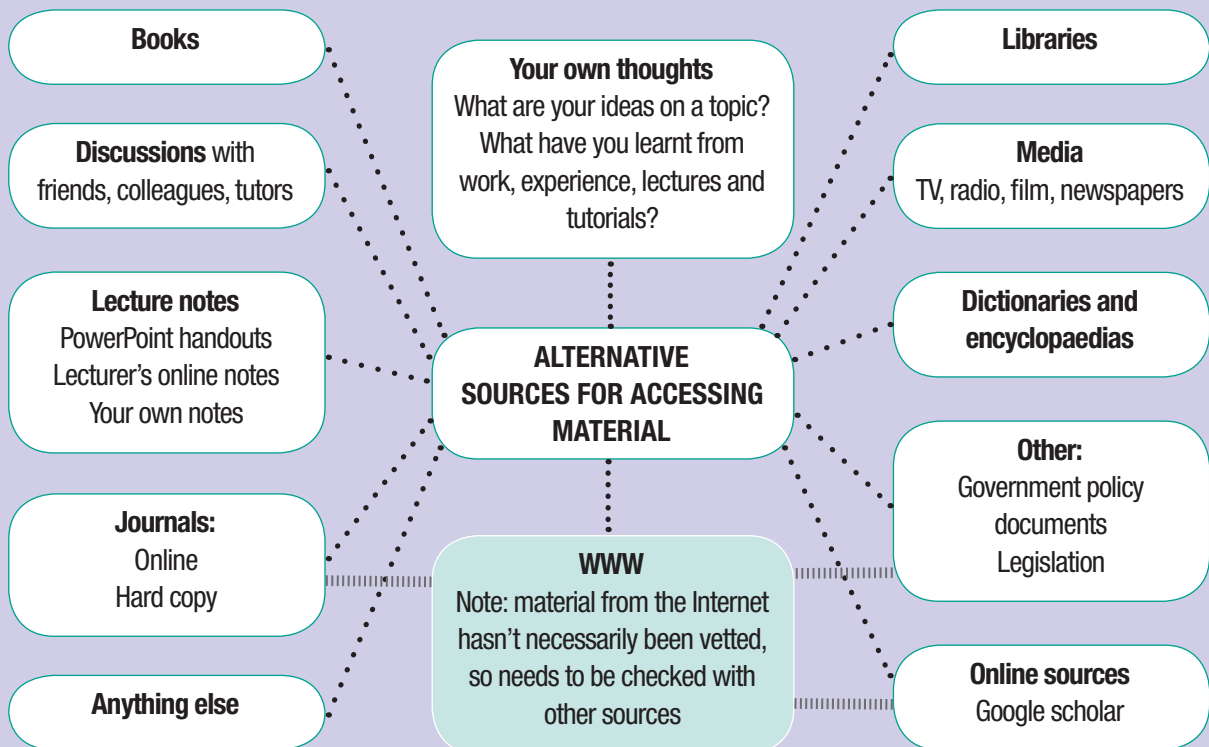 Books
Discussions with
friends, colleagues, tutors
Lecture notes
PowerPoint handouts
Lecturer's online notes
Your own notes
Journals:
Online
Hard copy
Anything else
Your own thoughts
What are your ideas on a topic?
What have you learnt from
work, experience, lectures and
tutorials?
ALTERNATIVE
SOURCES FOR ACCESSING
MATERIAL
WWW
Note: material from the Internet
hasn't necessarily been vetted,
so needs to be checked with
other sources
Libraries
Media
TV, radio, film, newspapers
Dictionaries and
encyclopaedias
Other:
Government policy
documents
Legislation
Online sources
Google scholar